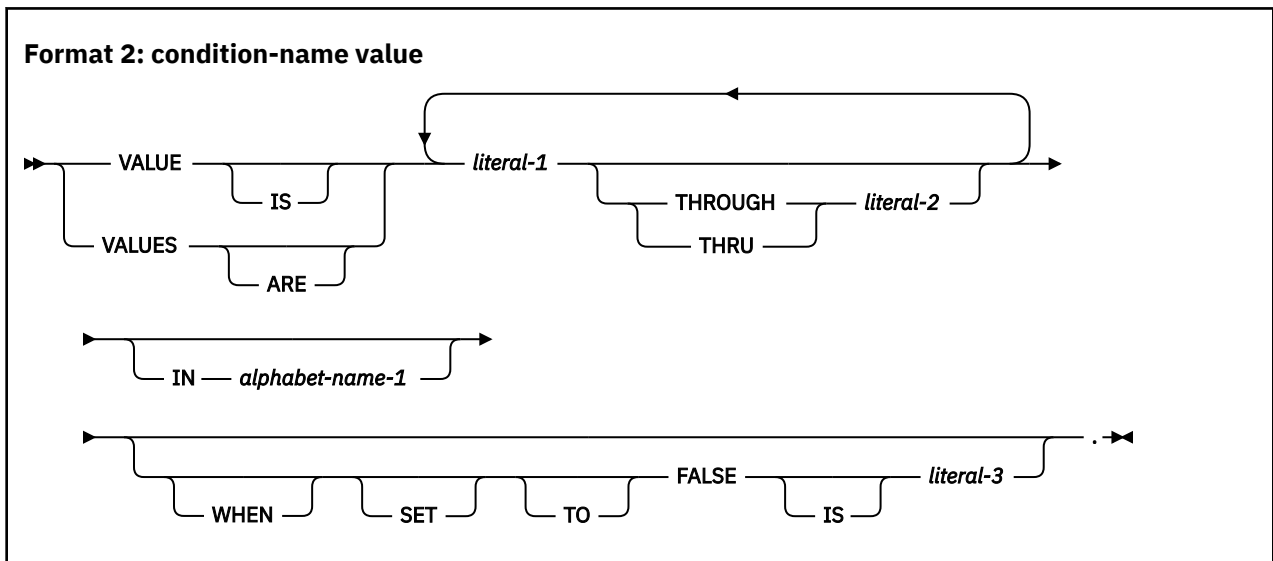 Format 2: condition-name value
VALUE IS literal-1 THROUGH literal-2
VALUES ARE THRU
IN alphabet-name-1
WHEN SET TO FALSE IS literal-3 .